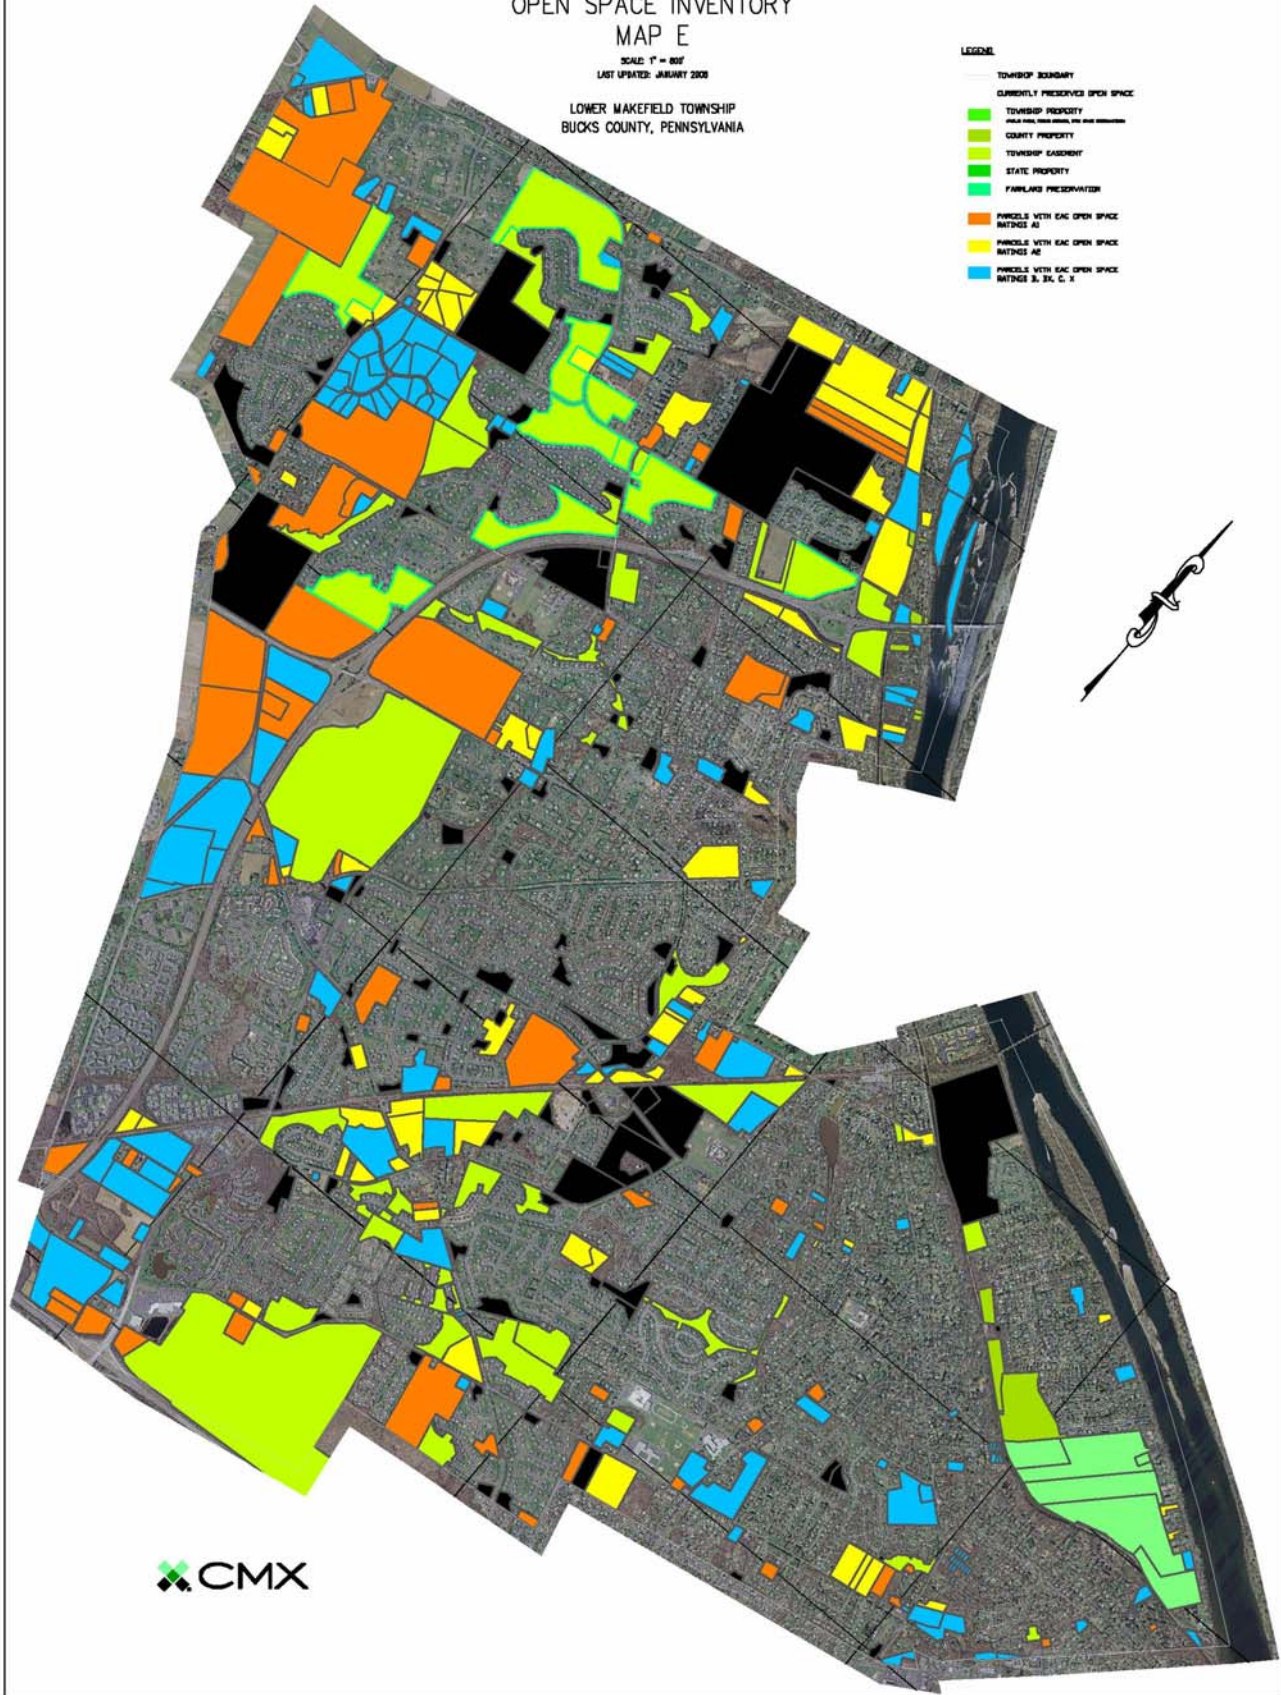 OPEN SPACE INVENTORY
MAP E
SCALE: 1" = 800'
LAST UPDATED: JANUARY 2008
LOWER MAKEFIELD TOWNSHIP
BUCKS COUNTY, PENNSYLVANIA
LEGEND:
TOWNSHIP BOUNDARY
CURRENTLY PRESERVED OPEN SPACE
TOWNSHIP PROPERTY
COUNTY PROPERTY
TOWNSHIP EASEMENT
STATE PROPERTY
FARMLAND PRESERVATION
PARCELS WITH EAC OPEN SPACE
RATINGS A1
PARCELS WITH EAC OPEN SPACE
RATINGS A2
PARCELS WITH EAC OPEN SPACE
RATINGS B, BX, C, X
CMX